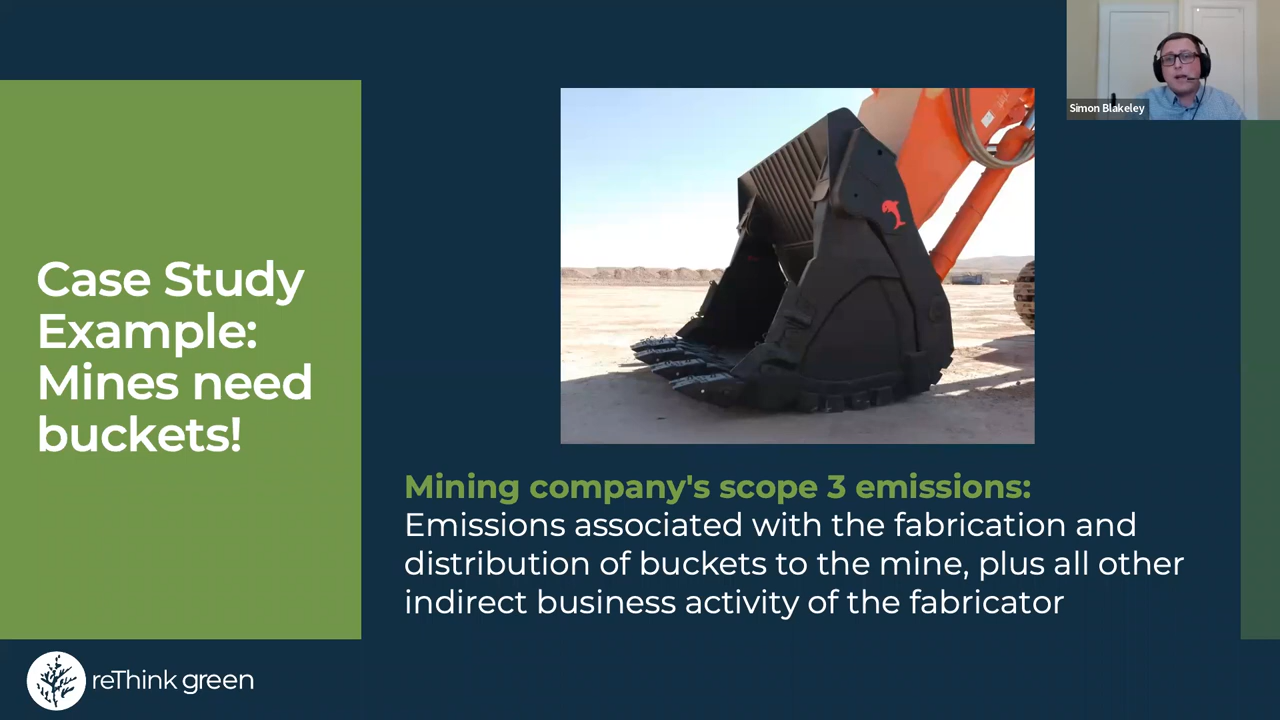 Simon Blakeley
Case Study
Example:
Mines need
buckets!
Mining company's scope 3 emissions:
Emissions associated with the fabrication and
distribution of buckets to the mine, plus all other
indirect business activity of the fabricator
reThink green